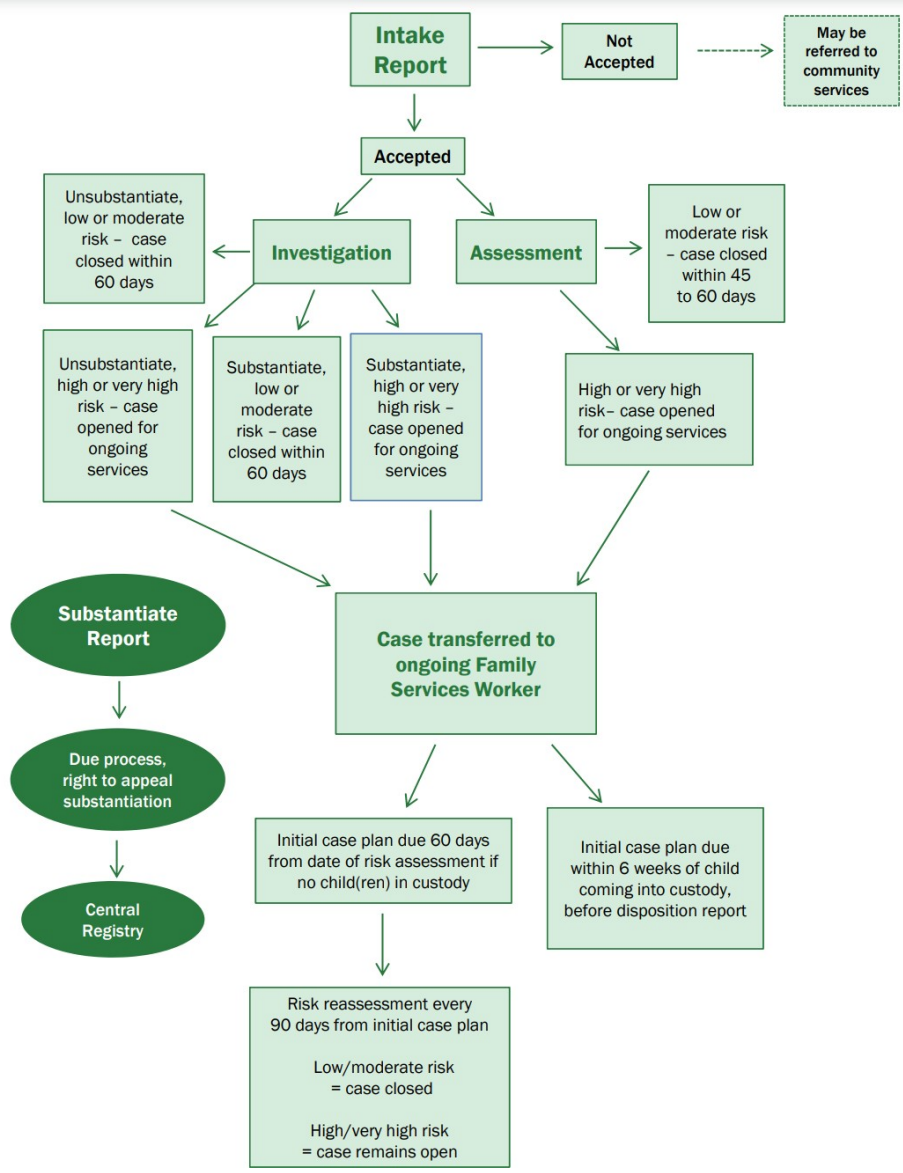 Intake
Report
Not
Accepted
May be
referred to
community
services
Accepted
Unsubstantiate,
low or moderate
risk – case
closed within
60 days
Investigation
Assessment
Low or
moderate risk
– case closed
within 45
to 60 days
Unsubstantiate,
high or very high
risk – case
opened for
ongoing
services
Substantiate,
low or
moderate
risk – case
closed within
60 days
Substantiate,
high or very
high risk –
case opened
for ongoing
services
High or very high
risk– case opened
for ongoing services
Substantiate
Report
Case transferred to
ongoing Family
Services Worker
Due process,
right to appeal
substantiation
Initial case plan due 60 days
from date of risk assessment if
no child(ren) in custody
Initial case plan due
within 6 weeks of child
coming into custody,
before disposition report
Central
Registry
Risk reassessment every
90 days from initial case plan
Low/moderate risk
= case closed
High/very high risk
= case remains open